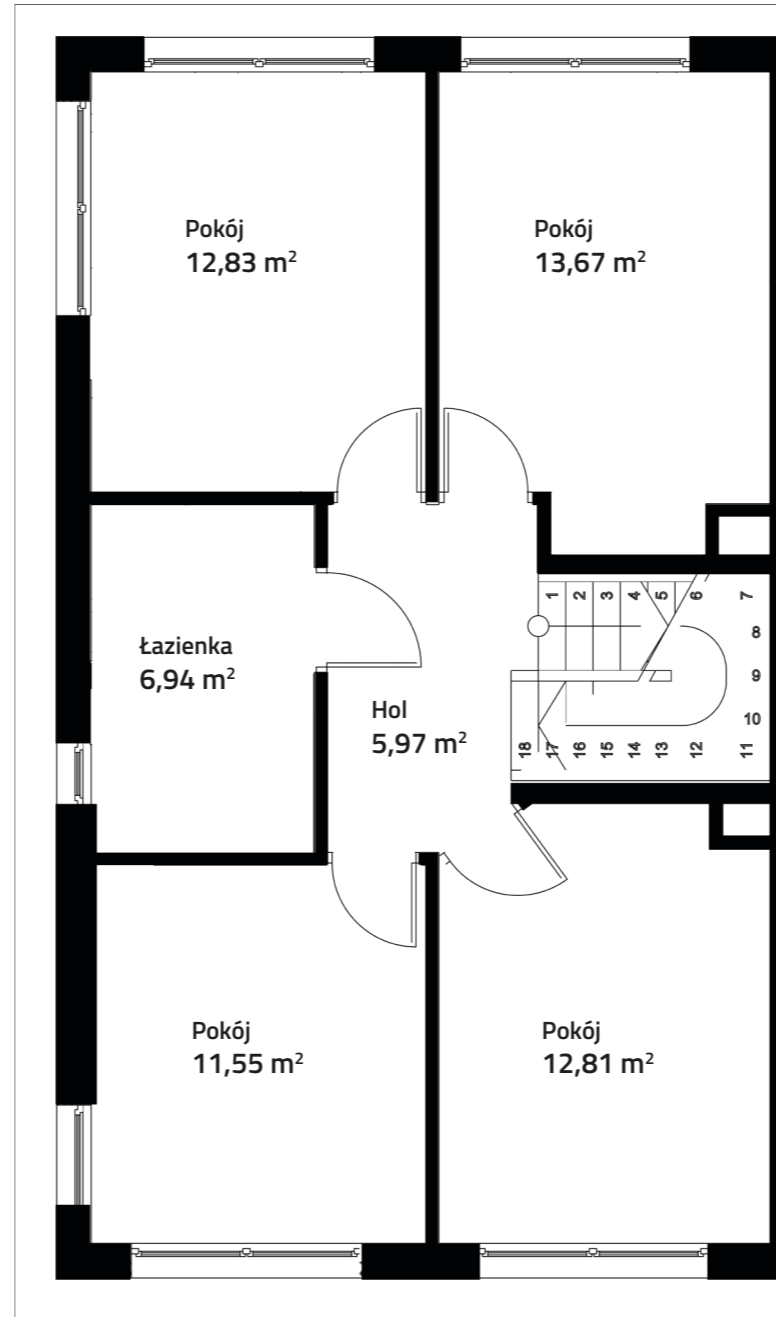 Pokój
12,83 m²
Pokój
13,67 m²
Łazienka
6,94 m²
Hol
5,97 m²
1 2 3 4 5 6 7
8
9
10
18 17 16 15 14 13 12 11
Pokój
11,55 m²
Pokój
12,81 m²